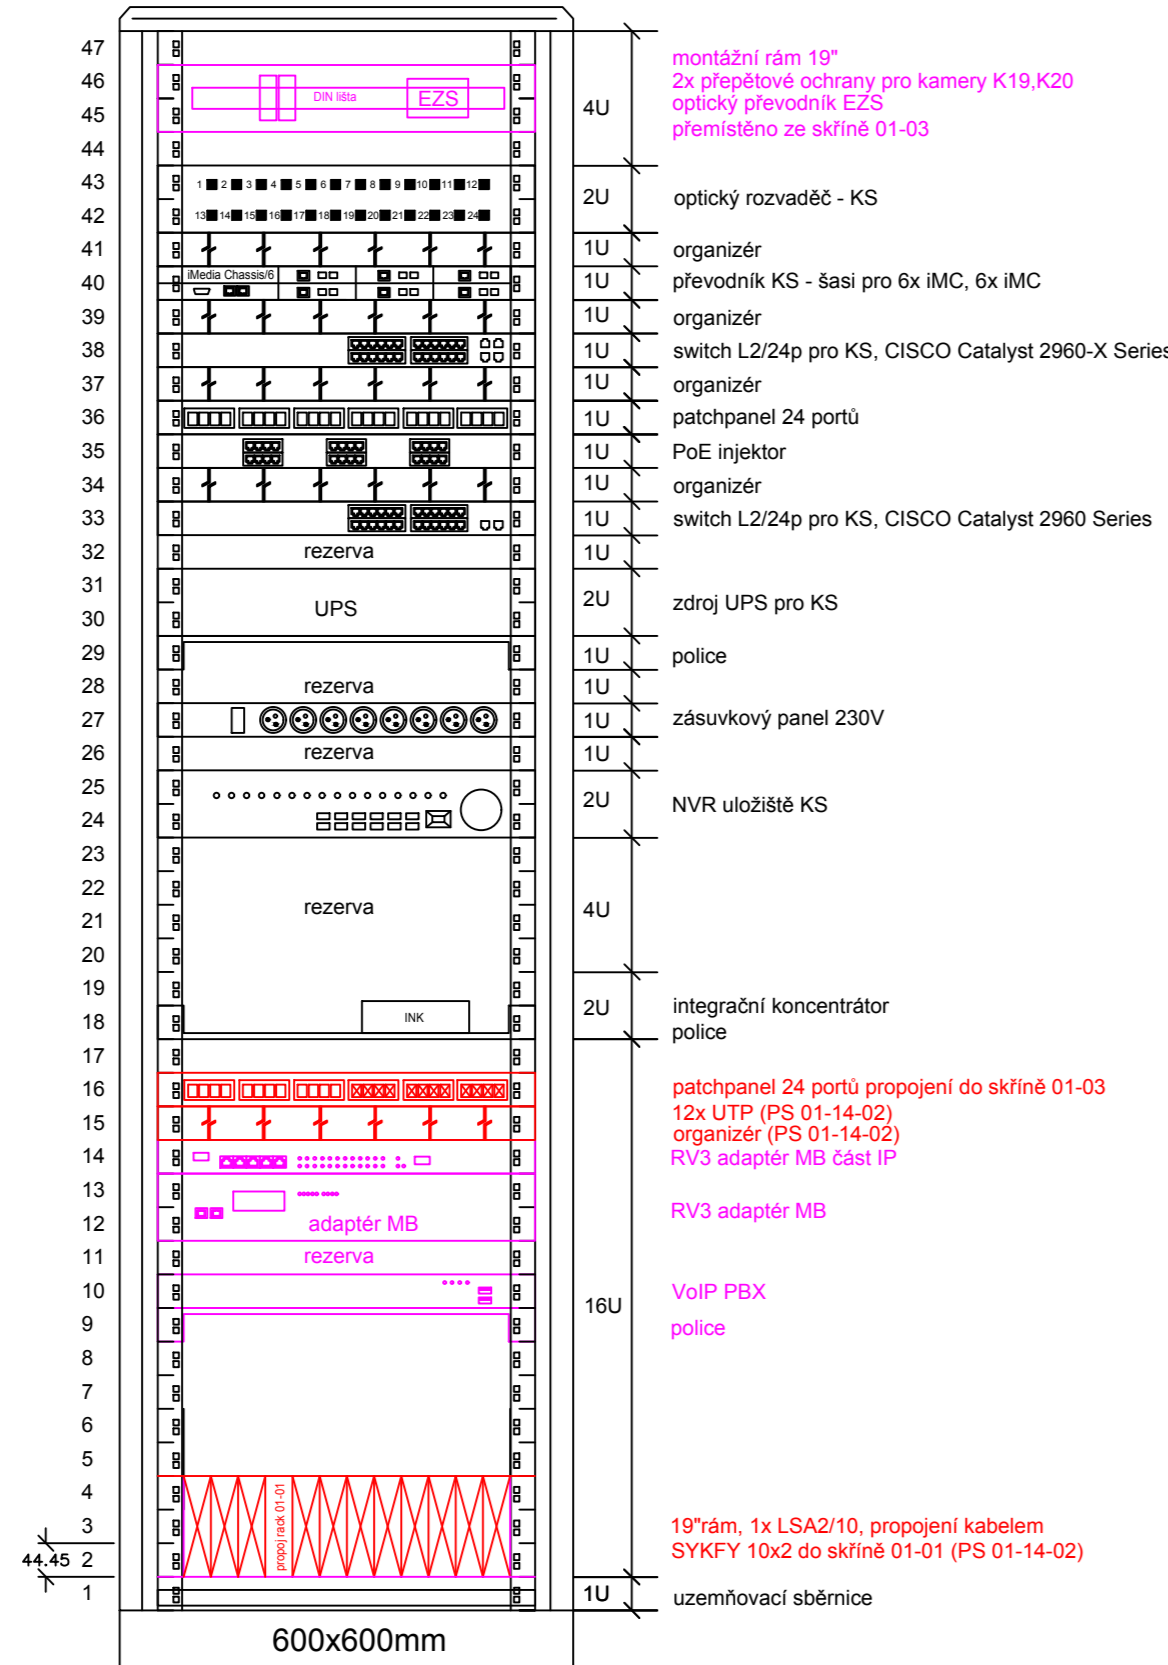 47
46
45
44
43
42
41
40
39
38
37
36
35
34
33
32
31
30
29
28
27
26
25
24
23
22
21
20
19
18
17
16
15
14
13
12
11
10
9
8
7
6
5
4
3
2
1
44.45
DIN lišta
EZS
1 2 3 4 5 6 7 8 9 10 11 12
13 14 15 16 17 18 19 20 21 22 23 24
iMedia Chassis/6
rezerva
UPS
rezerva
rezerva
rezerva
INK
adaptér MB
rezerva
propoj rack 01-01
600x600mm
4U
2U
1U
1U
1U
1U
1U
1U
1U
1U
1U
1U
2U
1U
1U
1U
1U
2U
4U
2U
16U
1U
montážní rám 19"
2x přepěťové ochrany pro kamery K19,K20
optický převodník EZS
přemístěno ze skříně 01-03
optický rozvaděč - KS
organizér
převodník KS - šasi pro 6x iMC, 6x iMC
organizér
switch L2/24p pro KS, CISCO Catalyst 2960-X Series
organizér
patchpanel 24 portů
PoE injektor
organizér
switch L2/24p pro KS, CISCO Catalyst 2960 Series
zdroj UPS pro KS
police
zásuvkový panel 230V
NVR uložiště KS
integrační koncentrátor
police
patchpanel 24 portů propojení do skříně 01-03
12x UTP (PS 01-14-02)
organizér (PS 01-14-02)
RV3 adaptér MB část IP
RV3 adaptér MB
VoIP PBX
police
19"rám, 1x LSA2/10, propojení kabelem
SYKFY 10x2 do skříně 01-01 (PS 01-14-02)
uzemňovací sběrnice